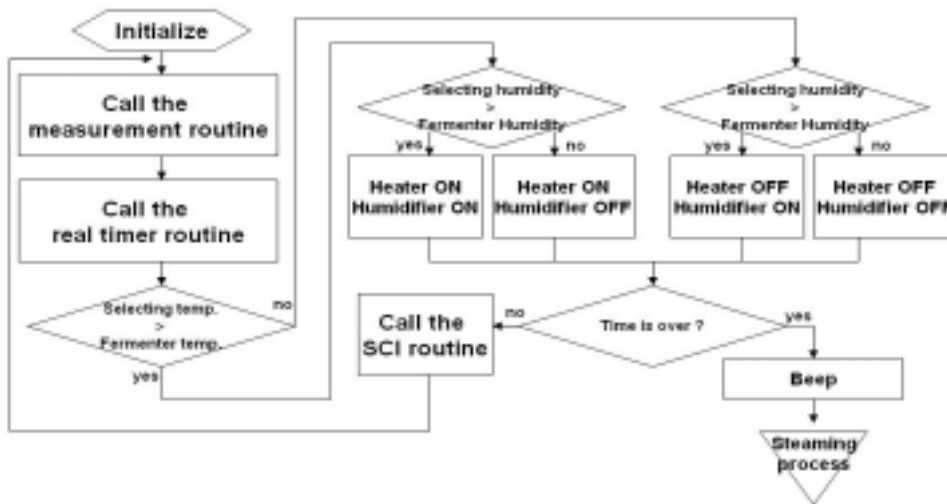 Initialize
Call the
measurement routine
Call the
real timer routine
Selecting temp.
>
Fermenter temp.
no
yes
Selecting humidity
>
Fermenter Humidity
yes
no
Heater ON
Humidifier ON
Heater ON
Humidifier OFF
Selecting humidity
>
Fermenter Humidity
yes
no
Heater OFF
Humidifier ON
Heater OFF
Humidifier OFF
Time is over ?
no
yes
Call the
SCI routine
Beep
Steaming
process